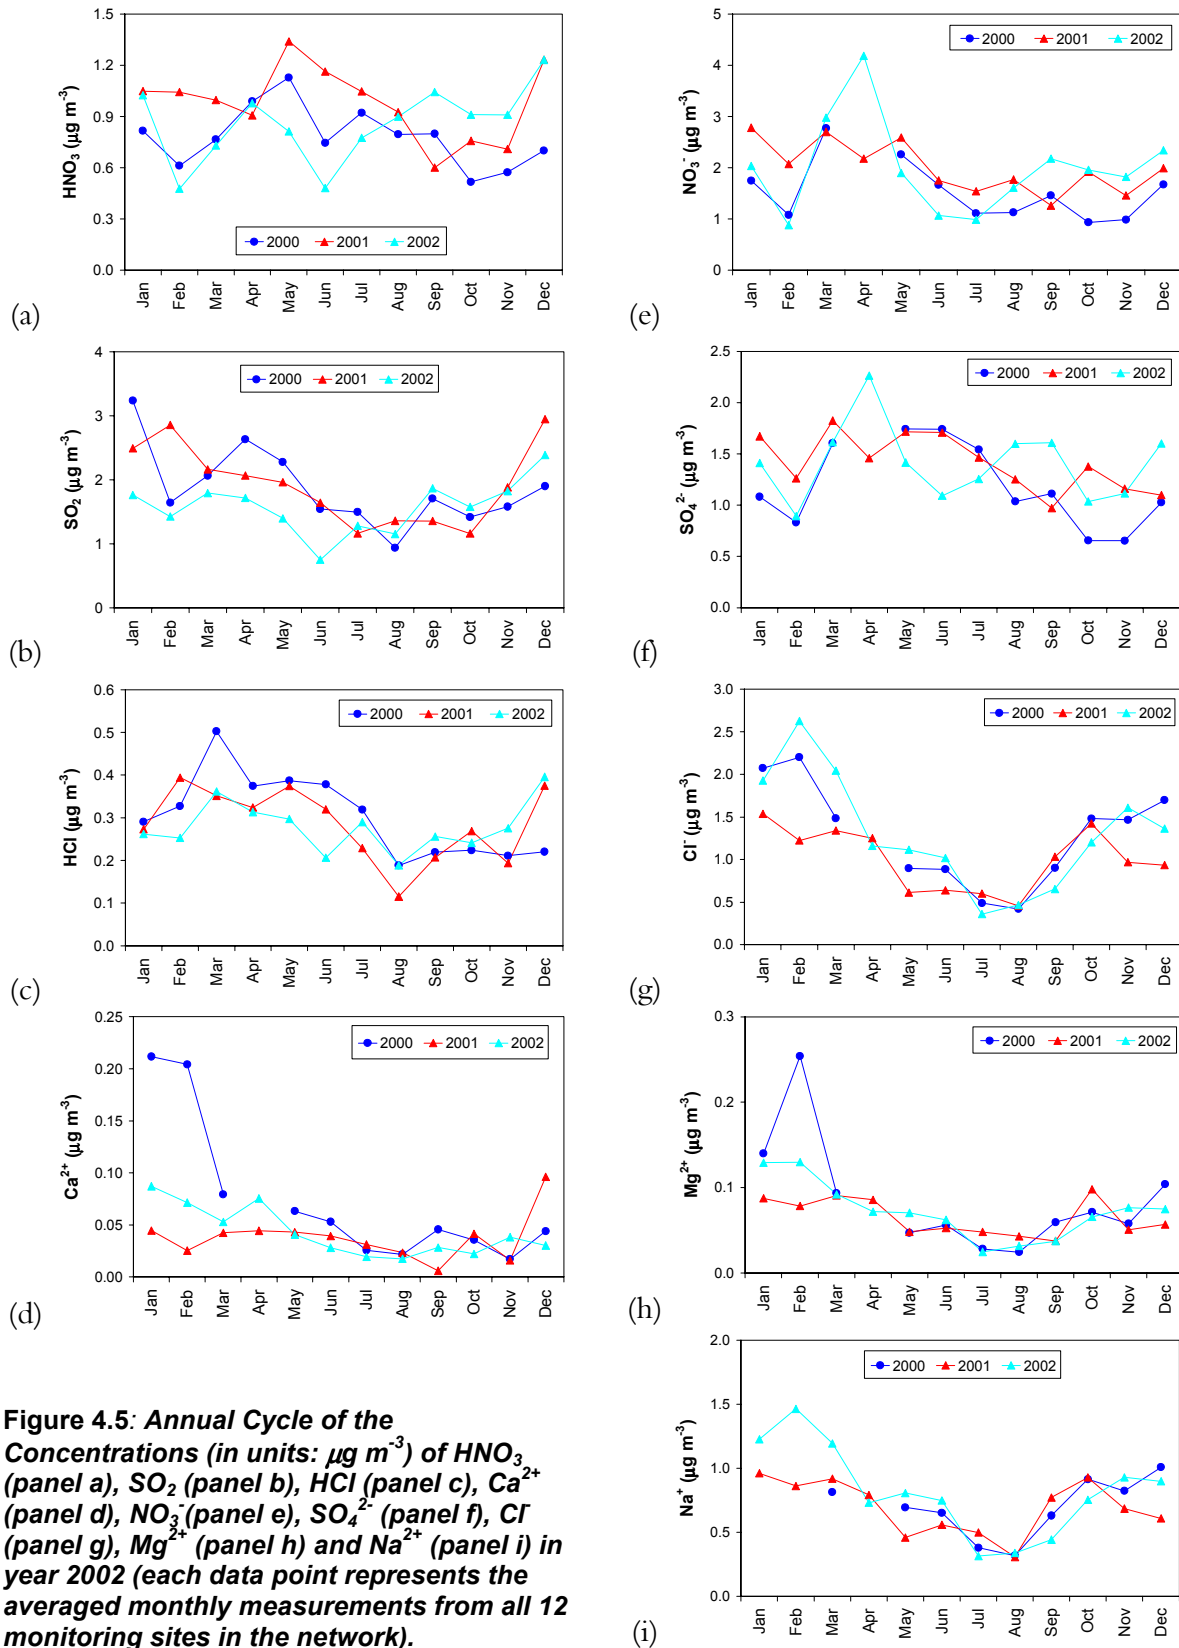 1.5
1.2
0.9
0.6
0.3
0.0
HNO3 (µg m-3)
2000 2001 2002
Jan Feb Mar Apr May Jun Jul Aug Sep Oct Nov Dec
(a)
5
4
3
2
1
0
NO3- (µg m-3)
2000 2001 2002
Jan Feb Mar Apr May Jun Jul Aug Sep Oct Nov Dec
(e)
4
3
2
1
0
SO2 (µg m-3)
2000 2001 2002
Jan Feb Mar Apr May Jun Jul Aug Sep Oct Nov Dec
(b)
2.5
2.0
1.5
1.0
0.5
0.0
SO4 2- (µg m-3)
2000 2001 2002
Jan Feb Mar Apr May Jun Jul Aug Sep Oct Nov Dec
(f)
0.6
0.5
0.4
0.3
0.2
0.1
0.0
HCl (µg m-3)
2000 2001 2002
Jan Feb Mar Apr May Jun Jul Aug Sep Oct Nov Dec
(c)
3.0
2.5
2.0
1.5
1.0
0.5
0.0
Cl- (µg m-3)
2000 2001 2002
Jan Feb Mar Apr May Jun Jul Aug Sep Oct Nov Dec
(g)
0.25
0.20
0.15
0.10
0.05
0.00
Ca2+ (µg m-3)
2000 2001 2002
Jan Feb Mar Apr May Jun Jul Aug Sep Oct Nov Dec
(d)
0.3
0.2
0.1
0.0
Mg2+ (µg m-3)
2000 2001 2002
Jan Feb Mar Apr May Jun Jul Aug Sep Oct Nov Dec
(h)
2.0
1.5
1.0
0.5
0.0
Na+ (µg m-3)
2000 2001 2002
Jan Feb Mar Apr May Jun Jul Aug Sep Oct Nov Dec
(i)
Figure 4.5: Annual Cycle of the
Concentrations (in units: µg m-3) of HNO3
(panel a), SO2 (panel b), HCl (panel c), Ca2+
(panel d), NO3- (panel e), SO4 2- (panel f), Cl-
(panel g), Mg2+ (panel h) and Na2+ (panel i) in
year 2002 (each data point represents the
averaged monthly measurements from all 12
monitoring sites in the network).